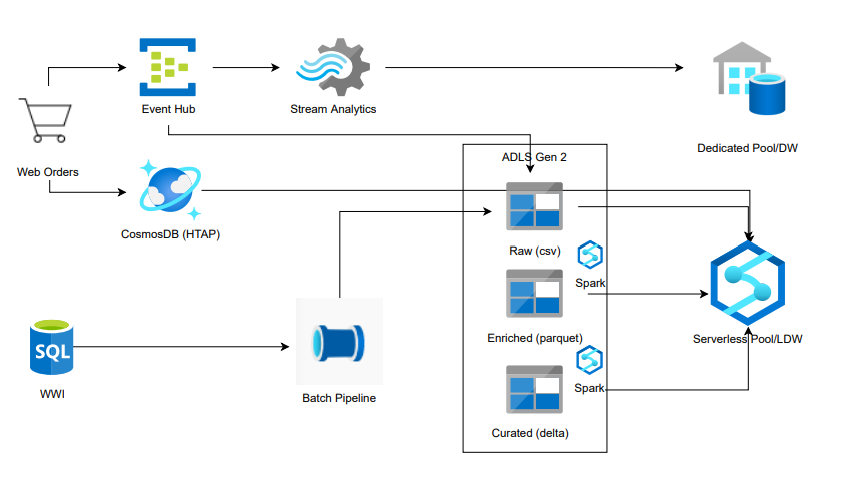 Event Hub
Stream Analytics
Dedicated Pool/DW
ADLS Gen 2
Web Orders
CosmosDB (HTAP)
Raw (csv)
Spark
Enriched (parquet)
Serverless Pool/LDW
SQL
WWI
Batch Pipeline
Spark
Curated (delta)